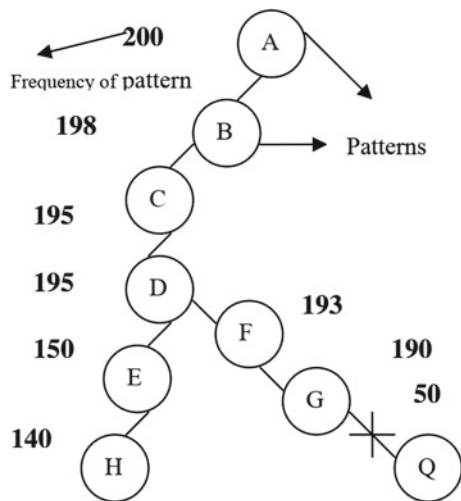 200
A
Frequency of pattern
198
B
Patterns
C
195
195
D
193
F
150
190
E
50
G
140
H
Q